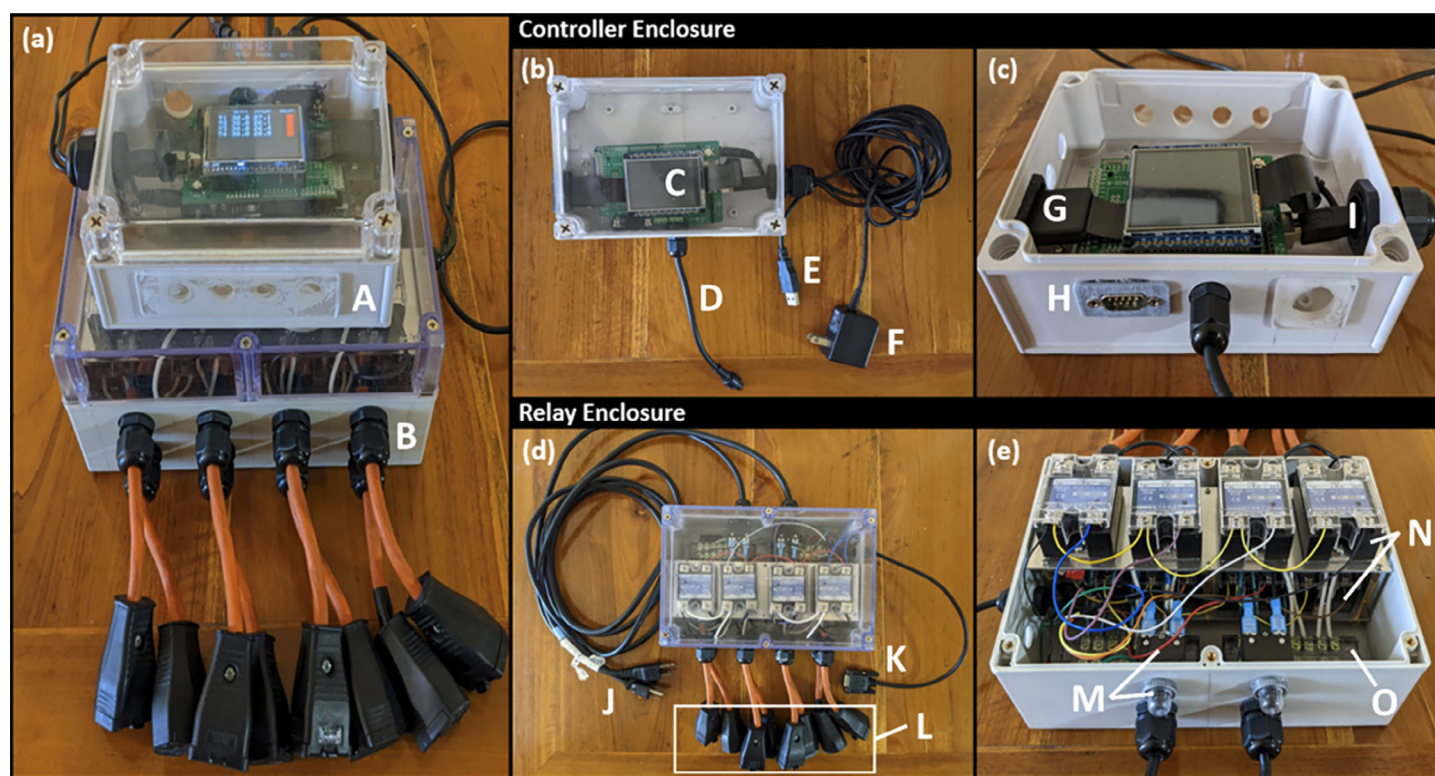 (a)
A
B
Controller Enclosure
(b)
C
D
E
F
(c)
G
H
I
Relay Enclosure
(d)
J
K
L
(e)
M
N
O